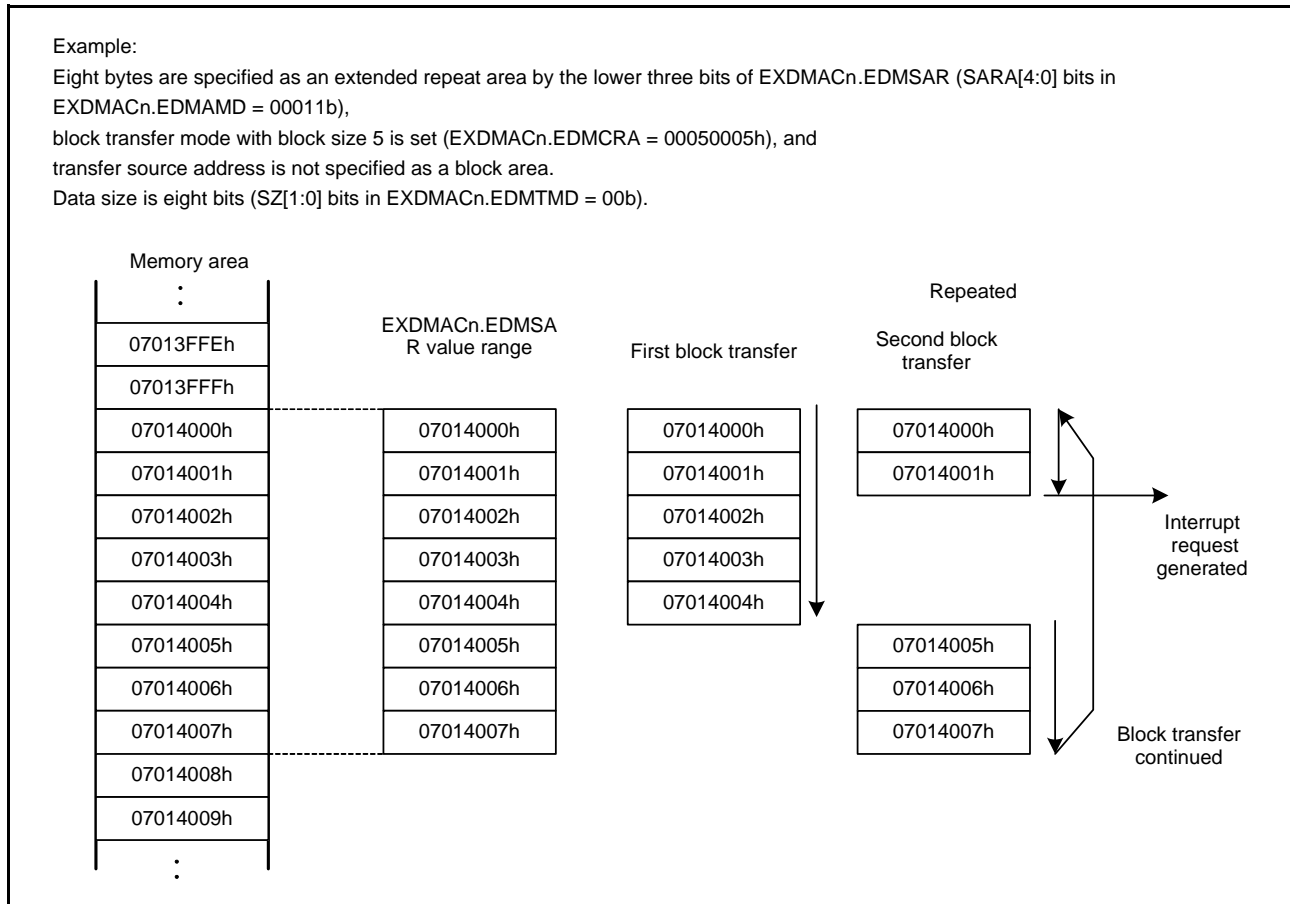 Example:
Eight bytes are specified as an extended repeat area by the lower three bits of EXDMACn.EDMSAR (SARA[4:0] bits in
EXDMACn.EDMAMD = 00011b),
block transfer mode with block size 5 is set (EXDMACn.EDMCRA = 00050005h), and
transfer source address is not specified as a block area.
Data size is eight bits (SZ[1:0] bits in EXDMACn.EDMTMD = 00b).
Memory area
07013FFEh
07013FFFh
07014000h
07014001h
07014002h
07014003h
07014004h
07014005h
07014006h
07014007h
07014008h
07014009h
EXDMACn.EDMSA
R value range
07014000h
07014001h
07014002h
07014003h
07014004h
07014005h
07014006h
07014007h
First block transfer
07014000h
07014001h
07014002h
07014003h
07014004h
Repeated
Second block
transfer
07014000h
07014001h
07014005h
07014006h
07014007h
Interrupt
request
generated
Block transfer
continued